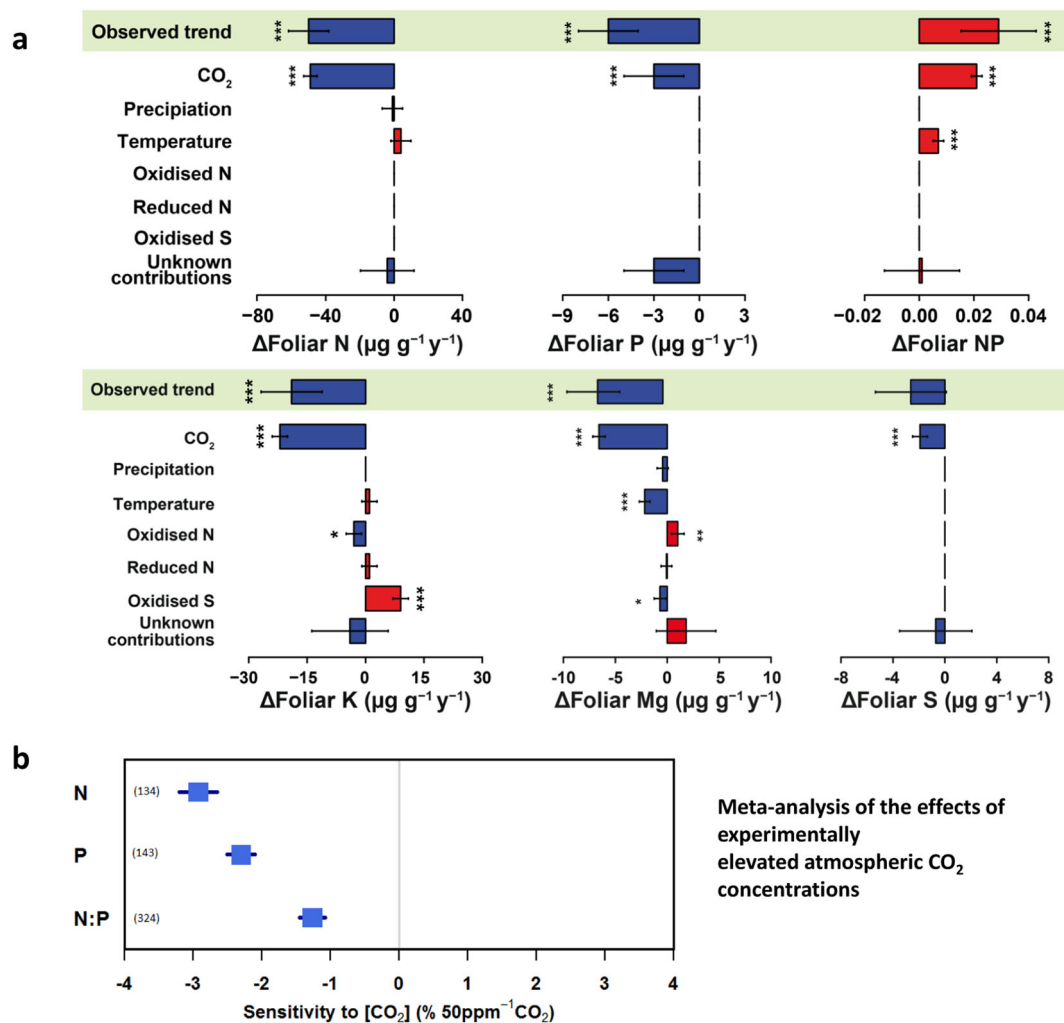 a
Observed trend *** *** ***
CO₂ *** *** ***
Precipiation
Temperature ***
Oxidised N
Reduced N
Oxidised S
Unknown
contributions
−80 −40 0 40 −9 −6 −3 0 3 −0.02 0.00 0.02 0.04
ΔFoliar N (μg g⁻¹ y⁻¹) ΔFoliar P (μg g⁻¹ y⁻¹) ΔFoliar NP
Observed trend *** ***
CO₂ *** *** ***
Precipitation
Temperature ***
Oxidised N * **
Reduced N
Oxidised S *** *
Unknown
contributions
−30 −15 0 15 30 -10 -5 0 5 10 -8 -4 0 4 8
ΔFoliar K (μg g⁻¹ y⁻¹) ΔFoliar Mg (μg g⁻¹ y⁻¹) ΔFoliar S (μg g⁻¹ y⁻¹)
b
N (134)
P (143)
N:P (324)
-4 -3 -2 -1 0 1 2 3 4
Sensitivity to [CO₂] (% 50ppm⁻¹CO₂)
Meta-analysis of the effects of
experimentally
elevated atmospheric CO₂
concentrations